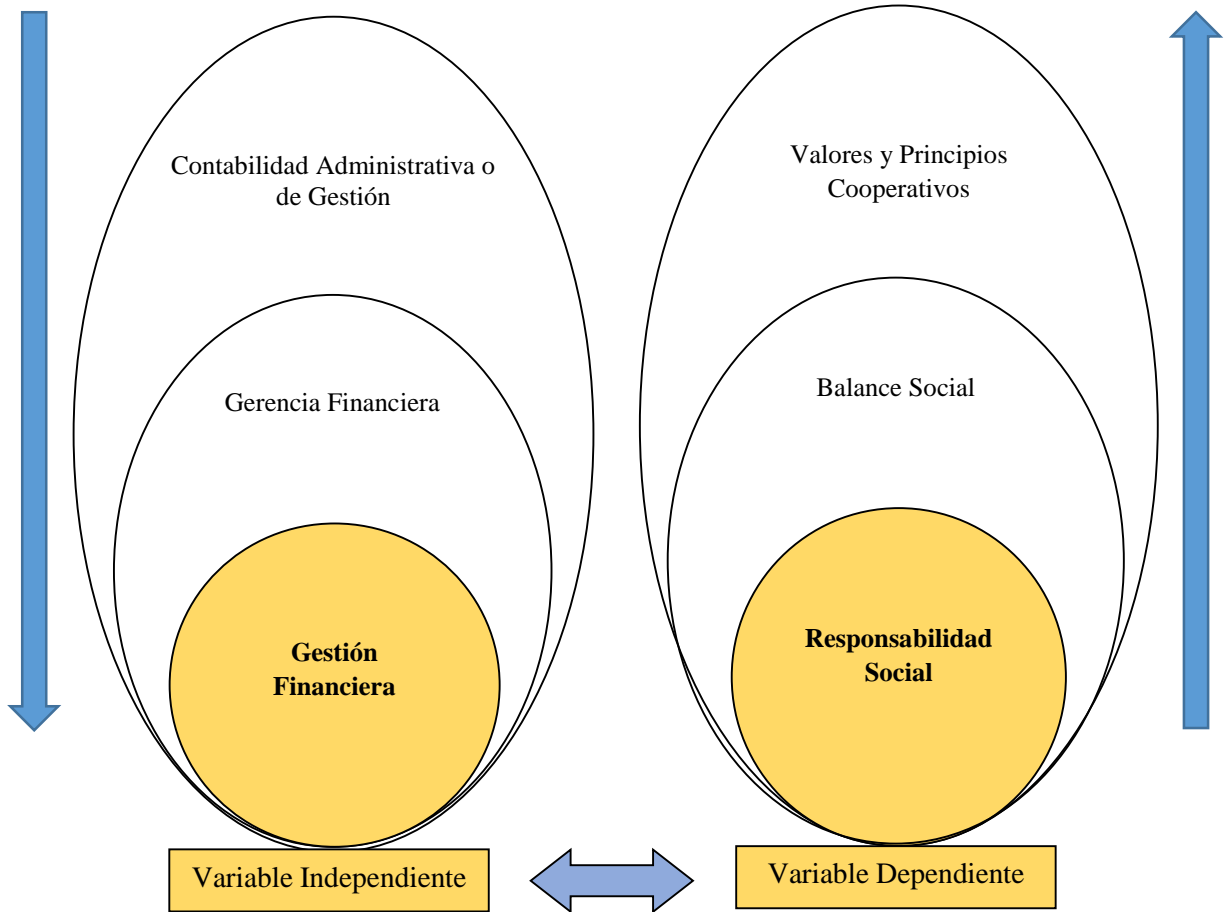 Contabilidad Administrativa o
de Gestión
Gerencia Financiera
Gestión
Financiera
Variable Independiente
Valores y Principios
Cooperativos
Balance Social
Responsabilidad
Social
Variable Dependiente